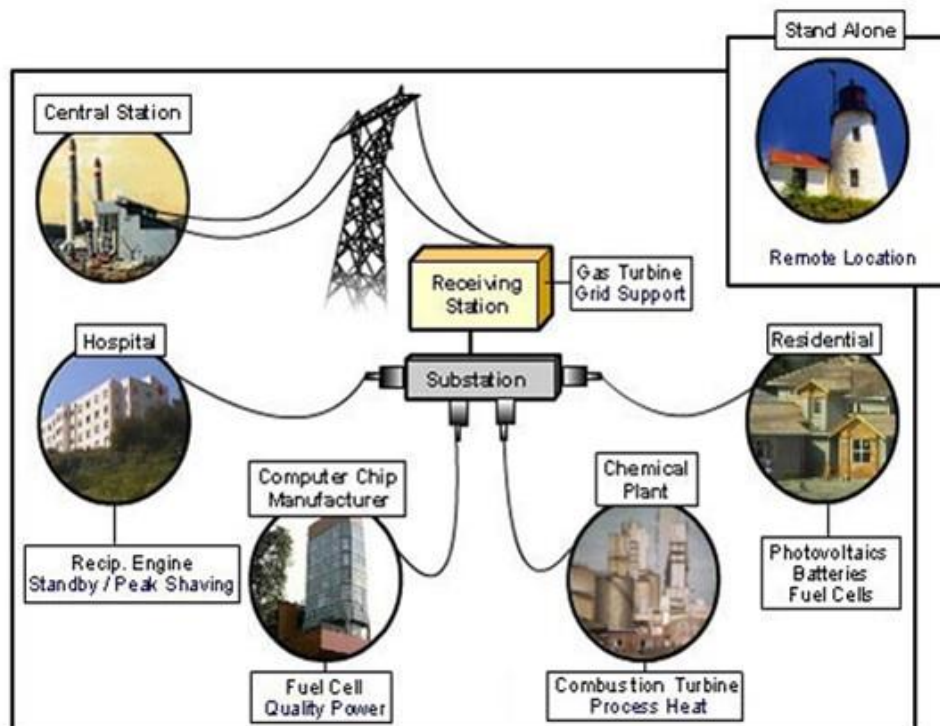 Stand Alone
Central Station
Remote Location
Receiving
Station
Gas Turbine
Grid Support
Hospital
Substation
Residential
Computer Chip
Manufacturer
Chemical
Plant
Recip. Engine
Standby / Peak Shaving
Photovoltaics
Batteries
Fuel Cells
Fuel Cell
Quality Power
Combustion Turbine
Process Heat